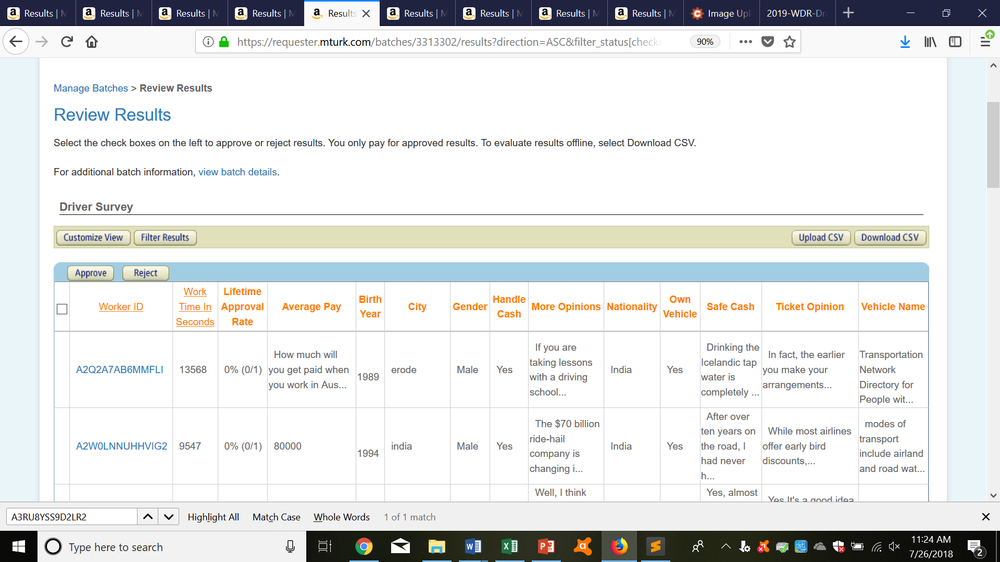 Results | M
Results | M
Results | M
Results | M
Results
Results | M
Results | M
Results | M
Results | M
Image Upl
2019-WDR-Dr
https://requester.mturk.com/batches/3313302/results?direction=ASC&filter_status[checke
90%
Manage Batches > Review Results
Review Results
Select the check boxes on the left to approve or reject results. You only pay for approved results. To evaluate results offline, select Download CSV.
For additional batch information, view batch details.
Driver Survey
Customize View
Filter Results
Upload CSV
Download CSV
Approve
Reject
Worker ID
Work
Time In
Seconds
Lifetime
Approval
Rate
Average Pay
Birth
Year
City
Gender
Handle
Cash
More Opinions
Nationality
Own
Vehicle
Safe Cash
Ticket Opinion
Vehicle Name
A2Q2A7AB6MMFLI
13568
0% (0/1)
How much will
you get paid when
you work in Aus...
1989
erode
Male
Yes
If you are
taking lessons
with a driving
school...
India
Yes
Drinking the
Icelandic tap
water is
completely ...
In fact, the earlier
you make your
arrangements...
Transportation
Network
Directory for
People wit...
A2W0LNNUHHVIG2
9547
0% (0/1)
80000
1994
india
Male
Yes
The $70 billion
ride-hail
company is
changing i...
India
Yes
After over
ten years on
the road, I
had never
h...
While most airlines
offer early bird
discounts,...
modes of
transport
include airland
and road wat...
Well, I think
Yes, almost
Yes It's a good idea
A3RU8YSS9D2LR2
Highlight All
Match Case
Whole Words
1 of 1 match
Type here to search
11:24 AM
7/26/2018
2